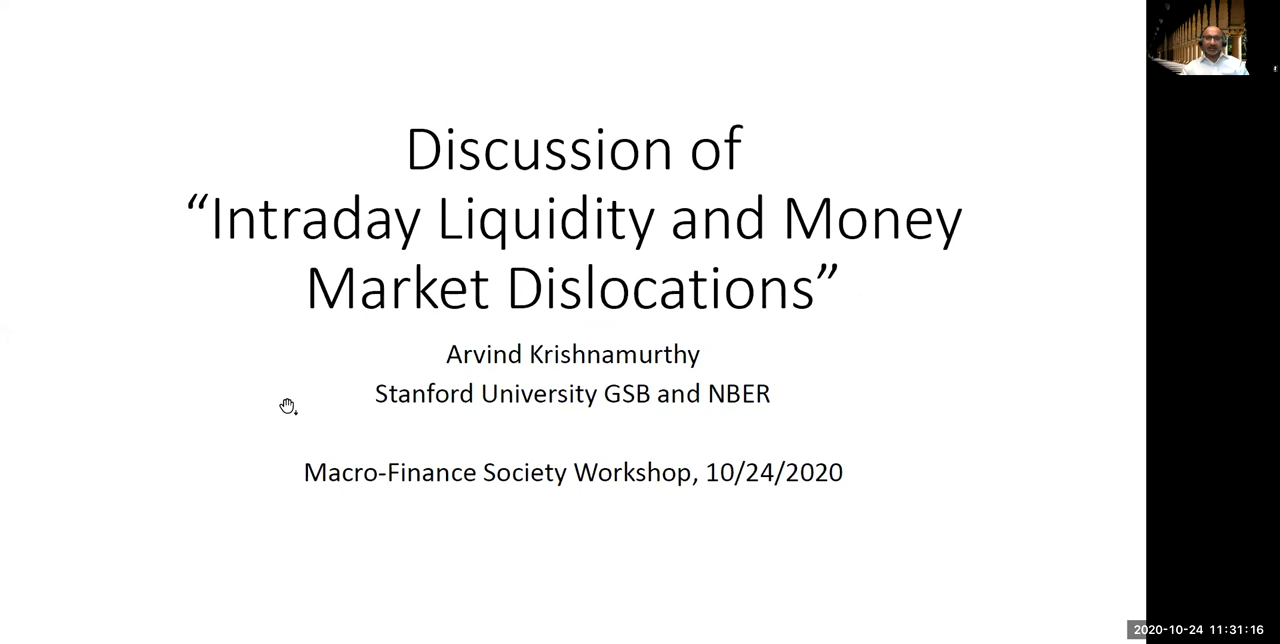 Discussion of
“Intraday Liquidity and Money
Market Dislocations”
Arvind Krishnamurthy
Stanford University GSB and NBER
Macro-Finance Society Workshop, 10/24/2020
2020-10-24 11:31:16